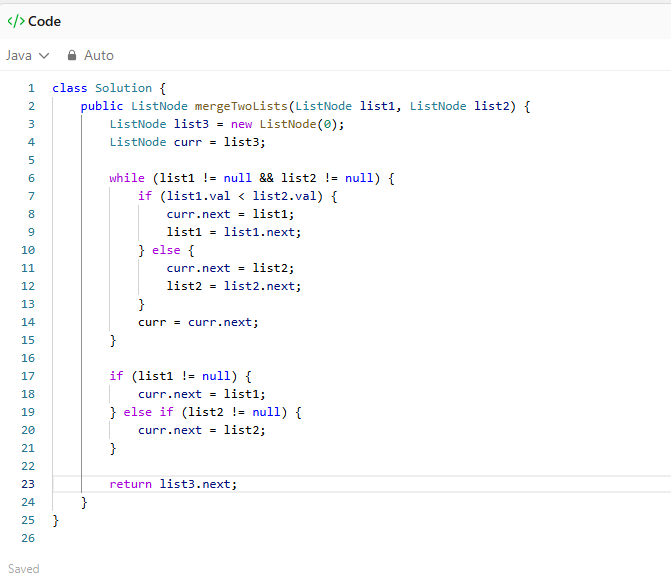 </> Code
Java Auto
1 class Solution {
2     public ListNode mergeTwoLists(ListNode list1, ListNode list2) {
3         ListNode list3 = new ListNode(0);
4         ListNode curr = list3;
5
6         while (list1 != null && list2 != null) {
7             if (list1.val < list2.val) {
8                 curr.next = list1;
9                 list1 = list1.next;
10             } else {
11                 curr.next = list2;
12                 list2 = list2.next;
13             }
14             curr = curr.next;
15         }
16
17         if (list1 != null) {
18             curr.next = list1;
19         } else if (list2 != null) {
20             curr.next = list2;
21         }
22
23         return list3.next;
24     }
25 }
26
Saved